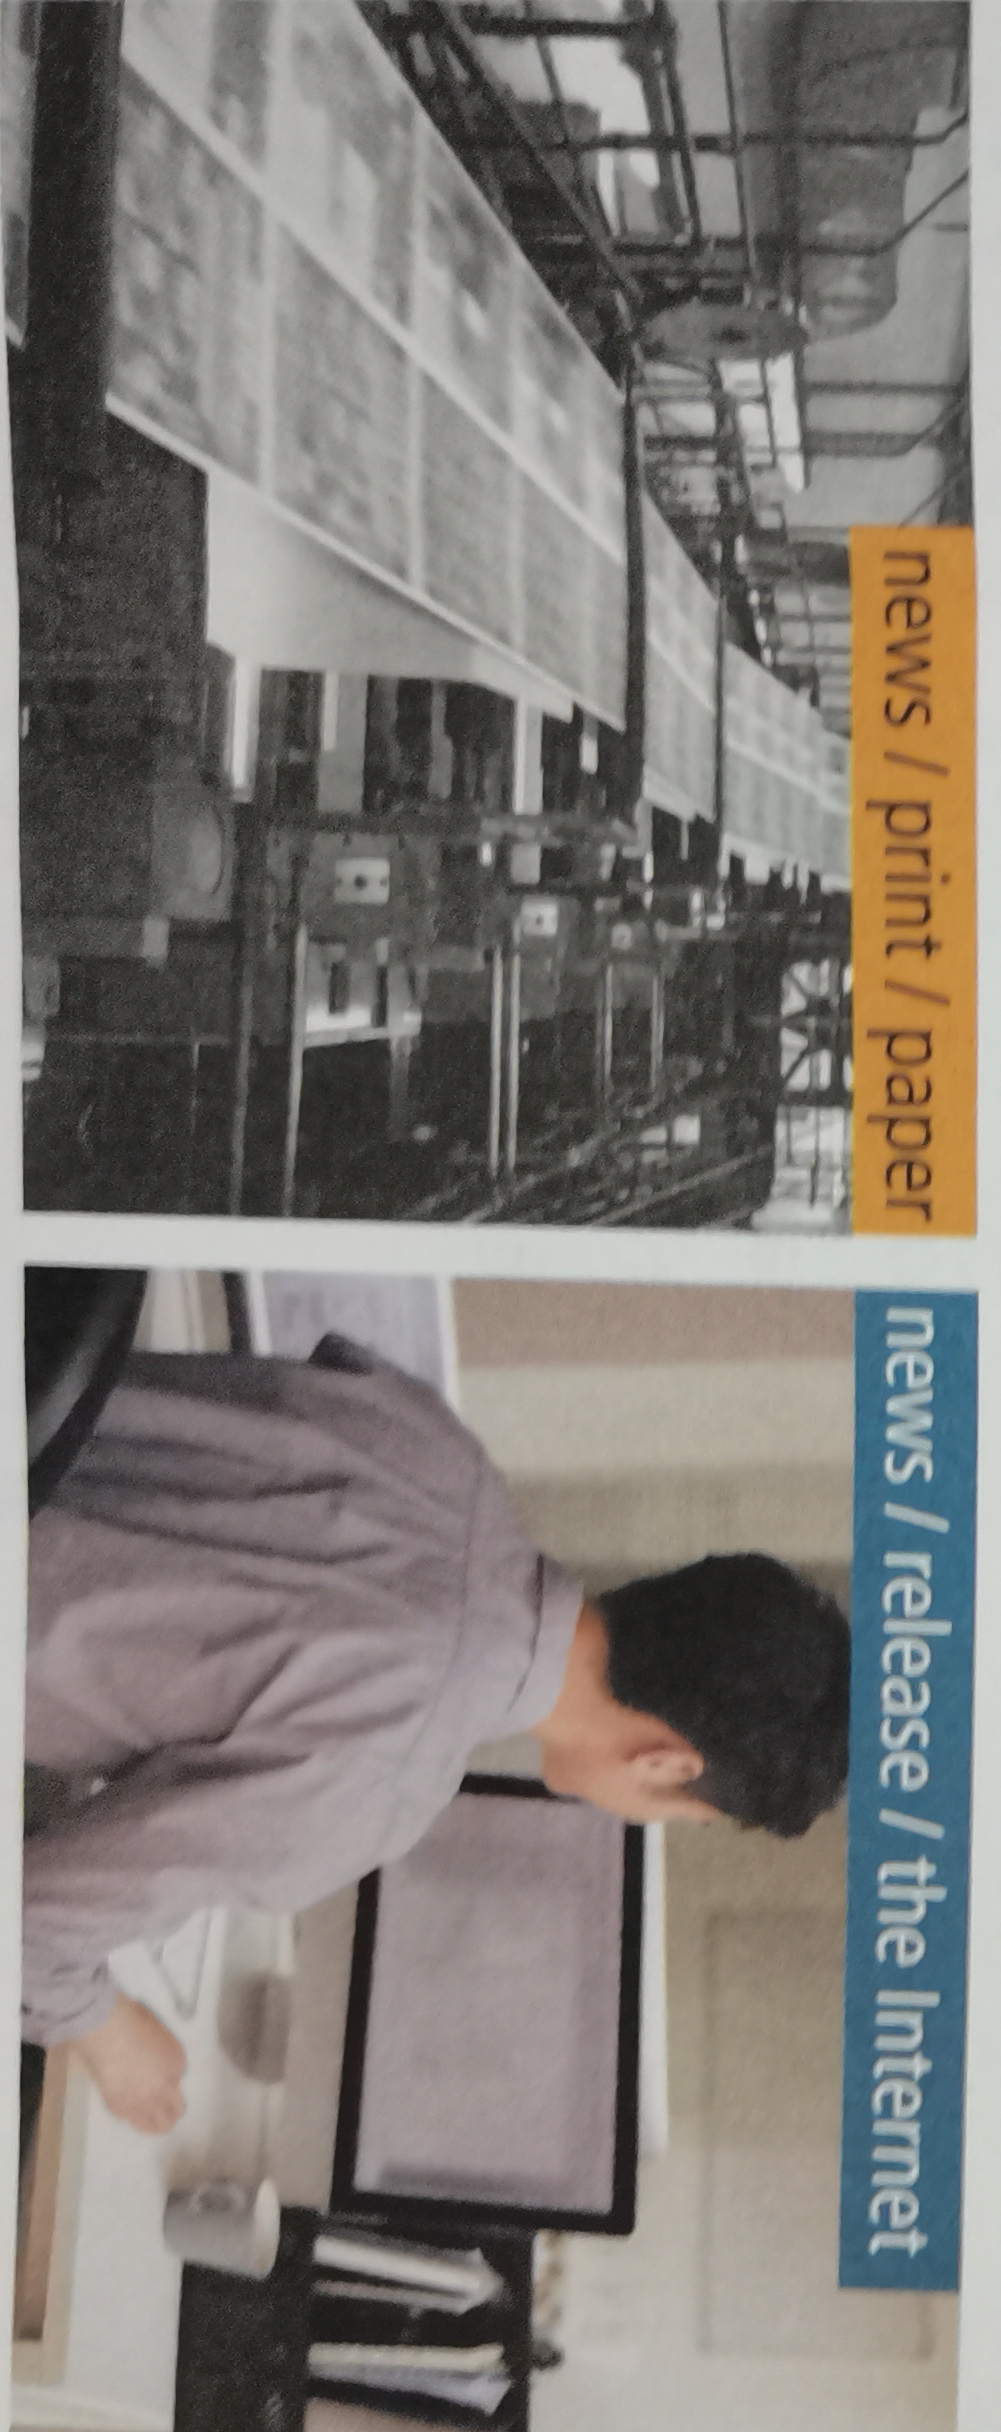 news / print / paper
news / release / the Internet